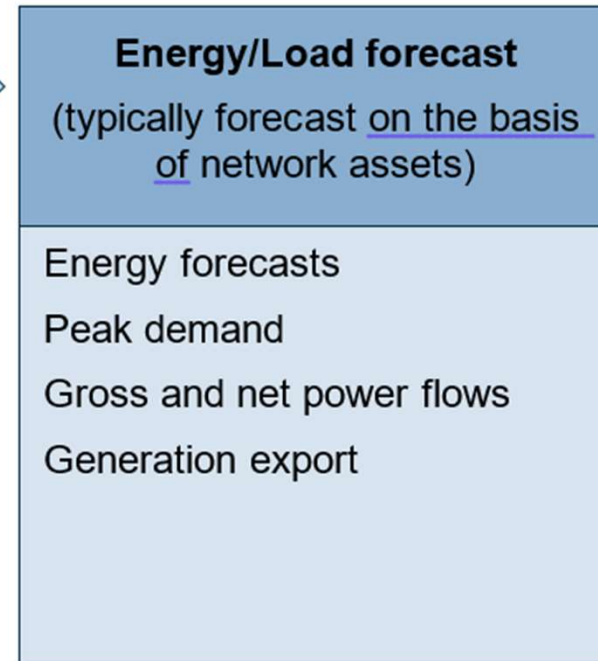 Energy/Load forecast
(typically forecast on the basis
of network assets)
Energy forecasts
Peak demand
Gross and net power flows
Generation export